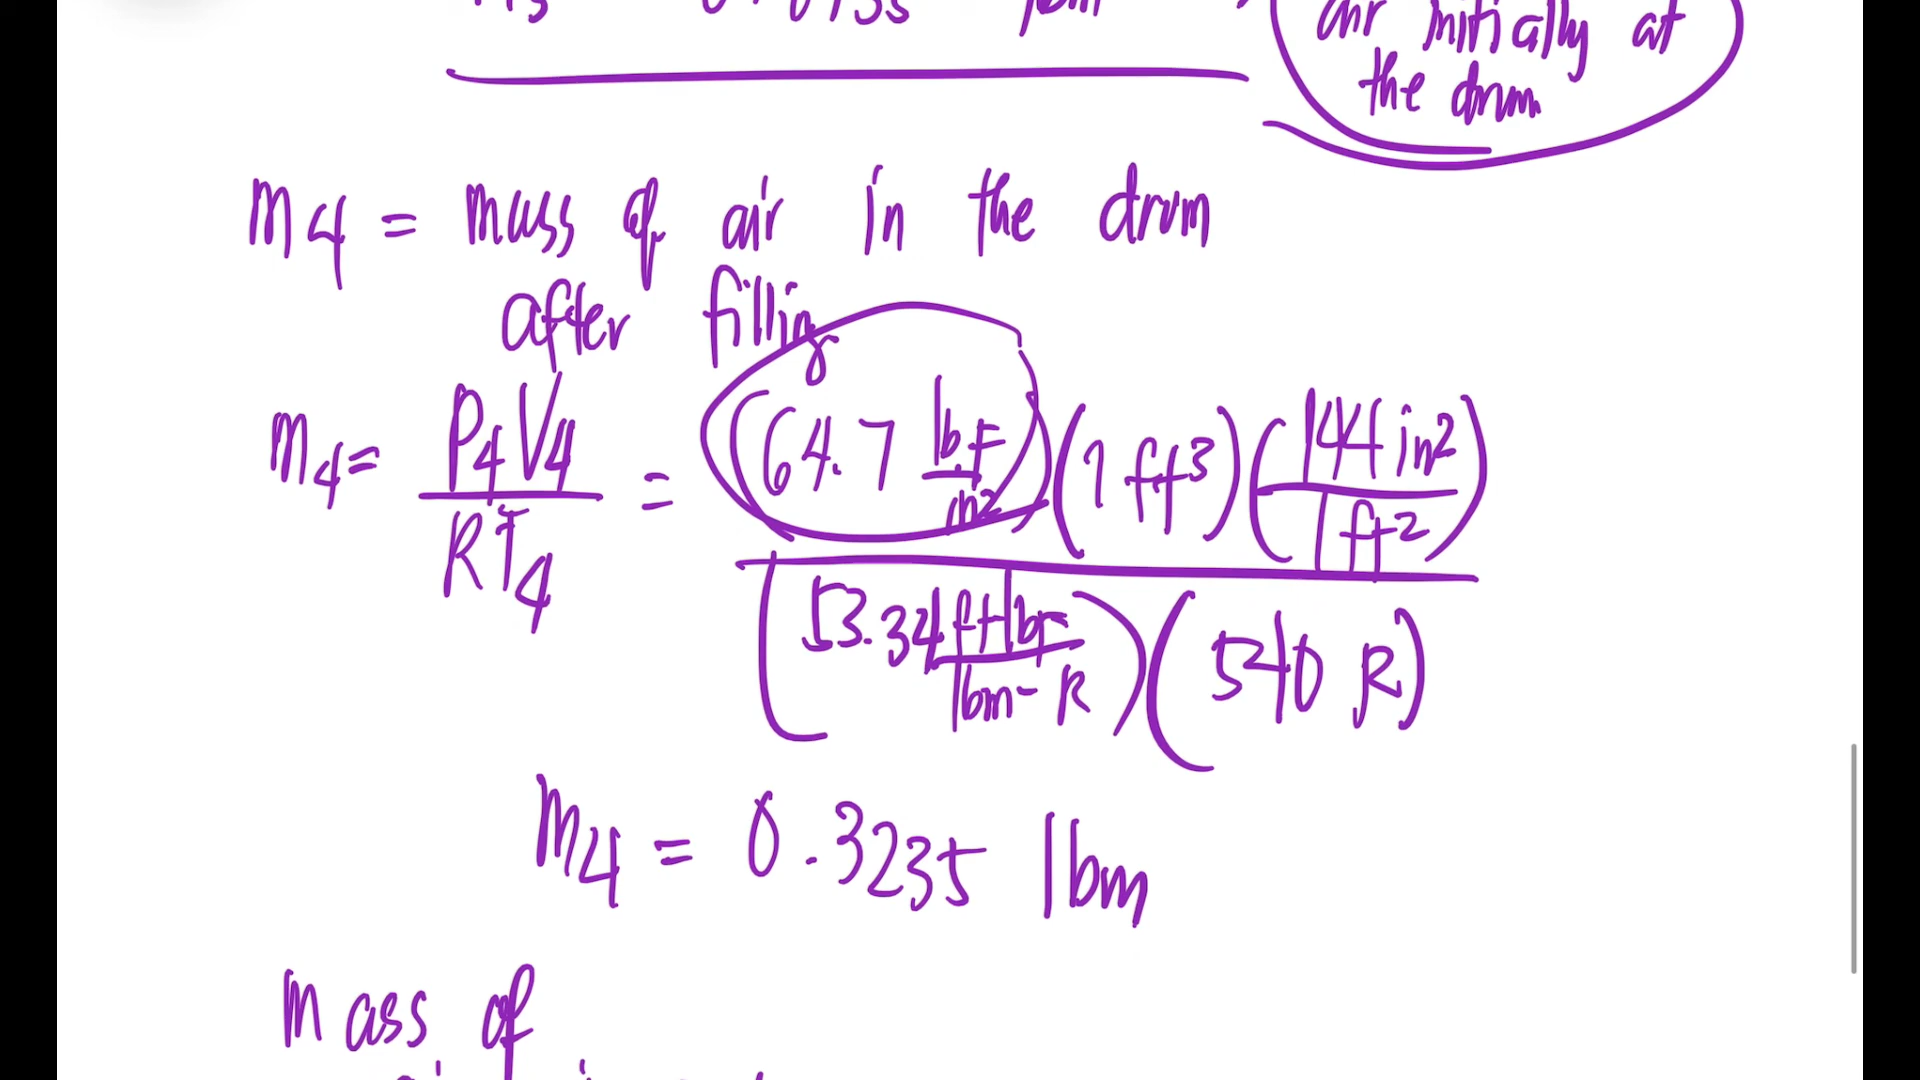 air initially at
the drum
m4 = mass of air in the drum
after filling
m4 = P4V4 / RT4 = (64.7 lbf/in²)(1 ft³)(144 in²/1 ft²) / (53.34 ft lbf/lbm-R)(540 R)
m4 = 0.3235 lbm
mass of